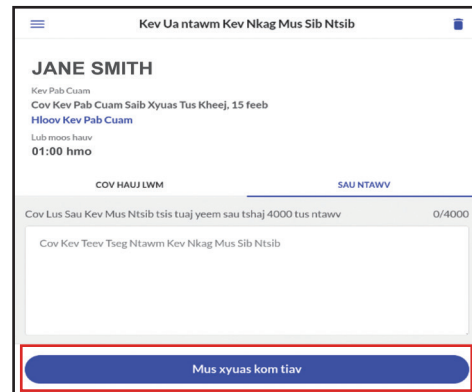 Kev Ua ntawm Kev Nkag Mus Sib Ntsib
JANE SMITH
Kev Pab Cuam
Cov Kev Pab Cuam Saib Xyuas Tus Kheej, 15 feeb
Hloov Kev Pab Cuam
Lub moos hauv
01:00 hmo
COV HAUJ LWM
SAU NTAWV
Cov Lus Sau Kev Mus Ntsib tsis tuaj yeem sau tshaj 4000 tus ntawv 0/4000
Cov Kev Teev Tseg Ntawm Kev Nkag Mus Sib Ntsib
Mus xyuas kom tiav